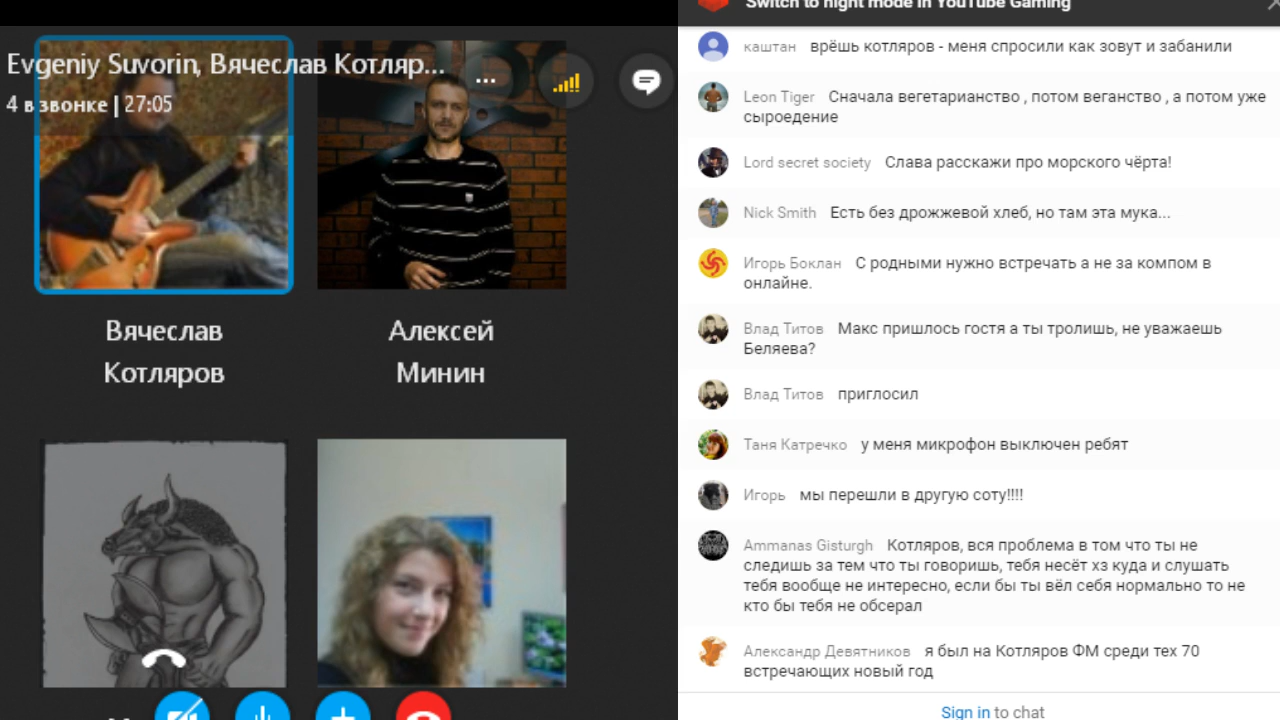 Evgeniy Suvorin, Вячеслав Котляр...
4 в звонке | 27:05
Вячеслав
Котляров
Алексей
Минин
Switch to night mode in YouTube Gaming
каштан врёшь котляров - меня спросили как зовут и забанили
Leon Tiger Сначала вегетарианство , потом веганство , а потом уже
сыроедение
Lord secret society Слава расскажи про морского чёрта!
Nick Smith Есть без дрожжевой хлеб, но там эта мука...
Игорь Боклан С родными нужно встречать а не за компом в
онлайне.
Влад Титов Макс пришлось гостя а ты тролишь, не уважаешь
Беляева?
Влад Титов приглосил
Таня Катречко у меня микрофон выключен ребят
Игорь мы перешли в другую соту!!!!
Ammanas Gisturgh Котляров, вся проблема в том что ты не
следишь за тем что ты говоришь, тебя несёт хз куда и слушать
тебя вообще не интересно, если бы ты вёл себя нормально то не
кто бы тебя не обсерал
Александр Девятников я был на Котляров ФМ среди тех 70
встречающих новый год
Sign in to chat